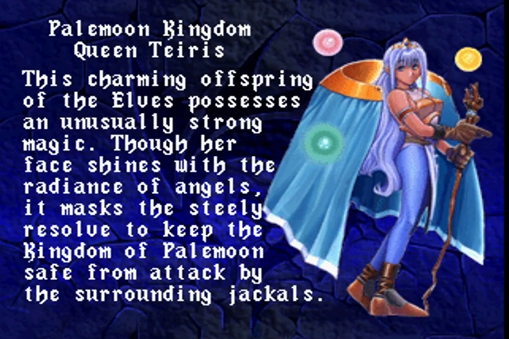 Palemoon Kingdom
Queen Teiris
This charming offspring
of the Elves possesses
an unusually strong
magic. Though her
face shines with the
radiance of angels,
it masks the steely
resolve to keep the
Kingdom of Palemoon
safe from attack by
the surrounding jackals.